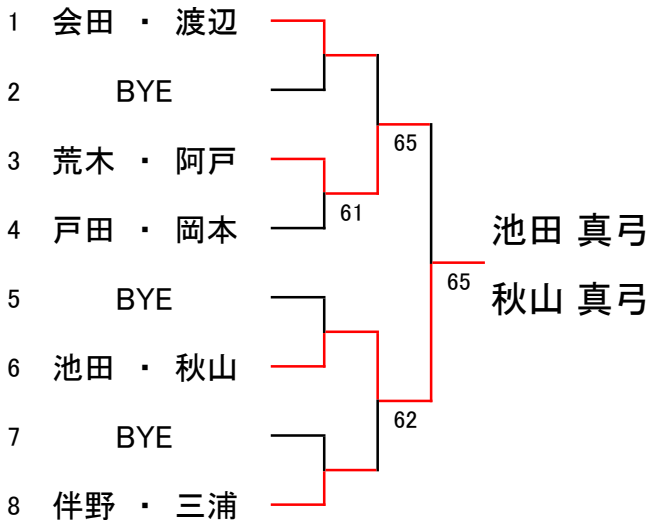 1 会田 ・ 渡辺
2 BYE
65
3 荒木 ・ 阿戸
61
4 戸田 ・ 岡本
池田 真弓
65
5 BYE
秋山 真弓
6 池田 ・ 秋山
62
7 BYE
8 伴野 ・ 三浦